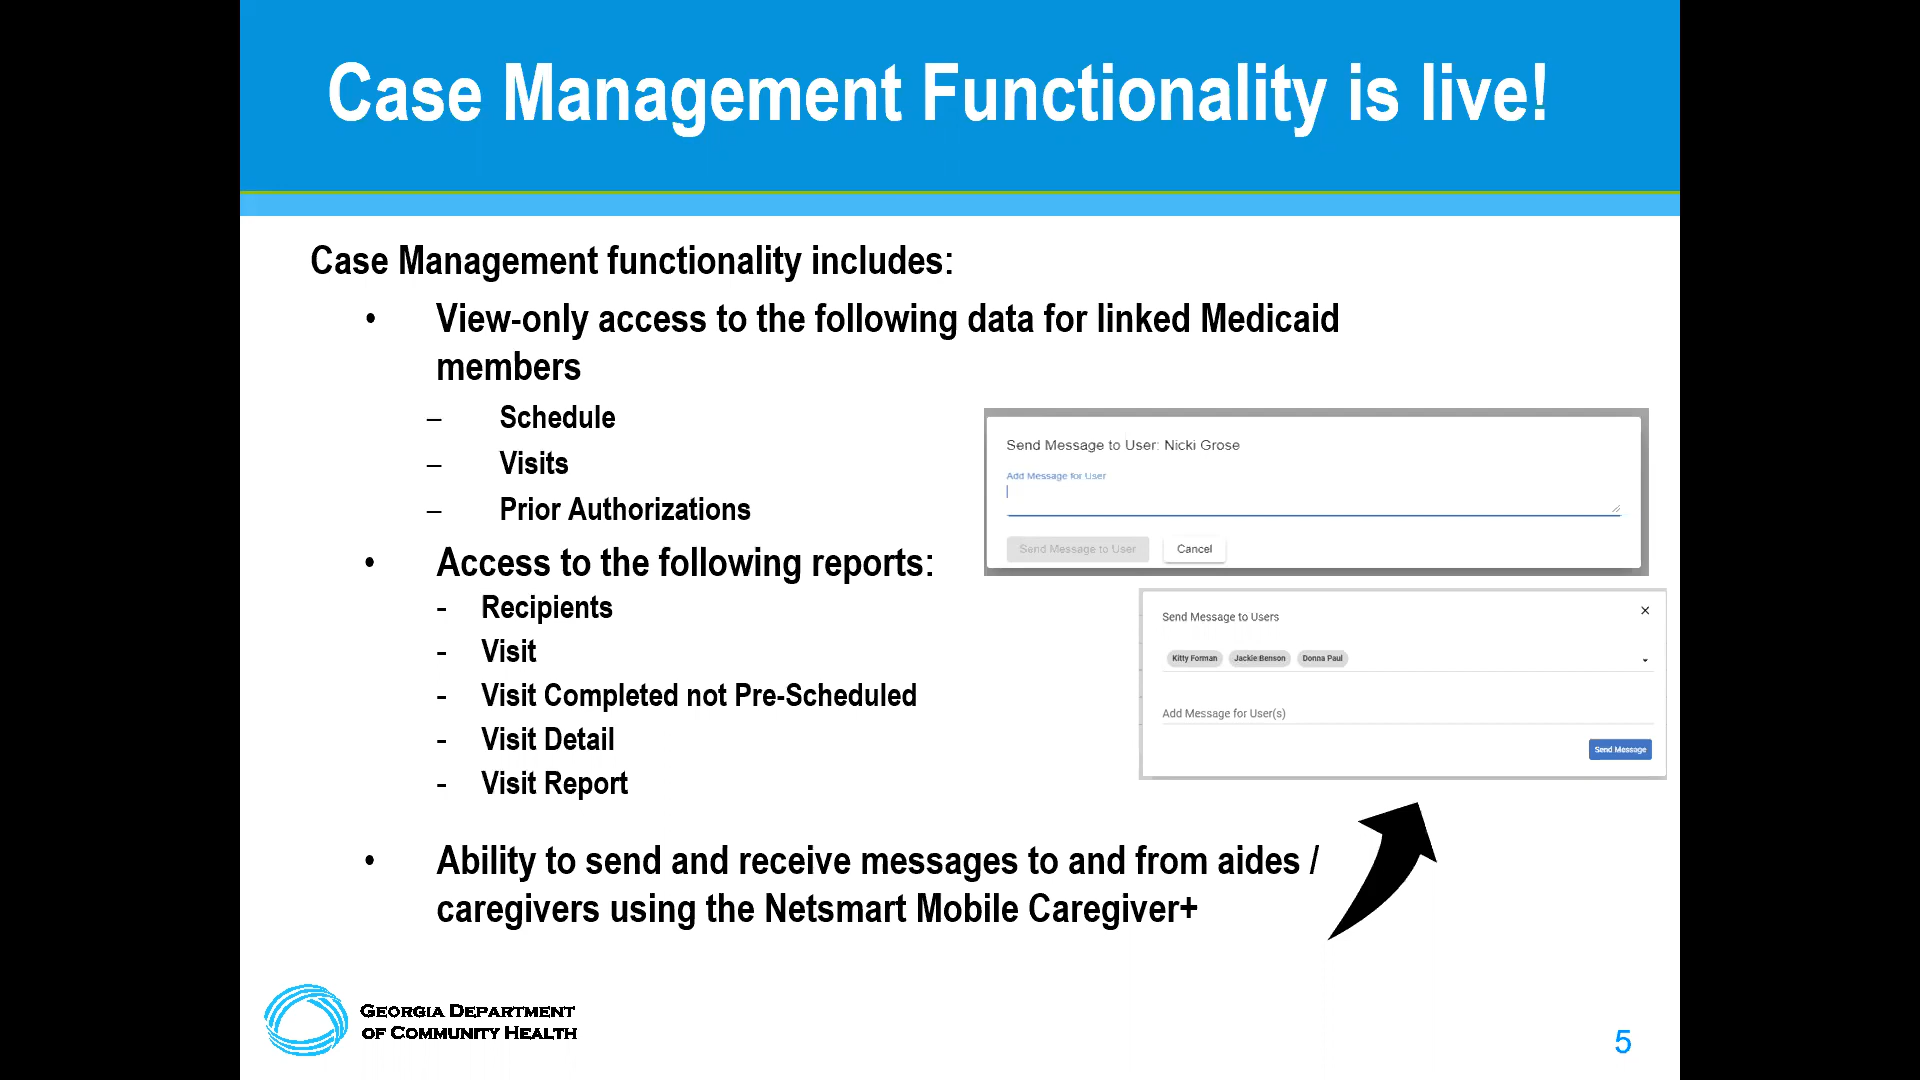 Case Management Functionality is live!
Case Management functionality includes:
• View-only access to the following data for linked Medicaid
members
– Schedule
– Visits
– Prior Authorizations
• Access to the following reports:
- Recipients
- Visit
- Visit Completed not Pre-Scheduled
- Visit Detail
- Visit Report
• Ability to send and receive messages to and from aides /
caregivers using the Netsmart Mobile Caregiver+
Send Message to User: Nicki Grose
Add Message for User
Send Message to User Cancel
Send Message to Users
Kitty Forman Jackie Benson Donna Paul
Add Message for User(s)
Send Message
Georgia Department
of Community Health
5